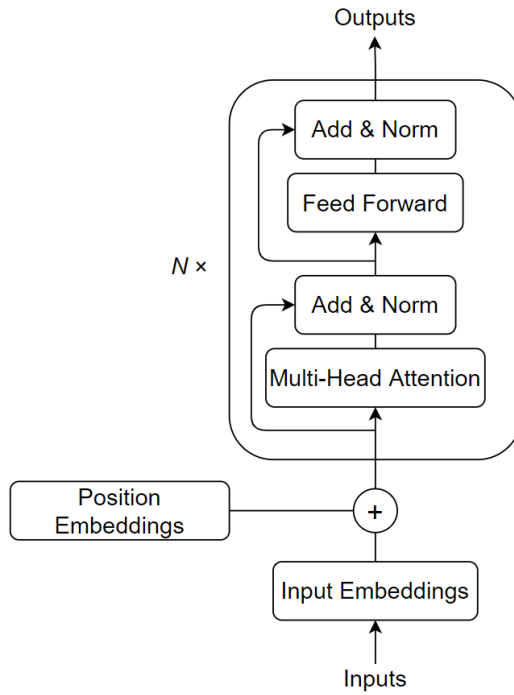 Outputs
Add & Norm
Feed Forward
N ×
Add & Norm
Multi-Head Attention
Position
Embeddings
+
Input Embeddings
Inputs